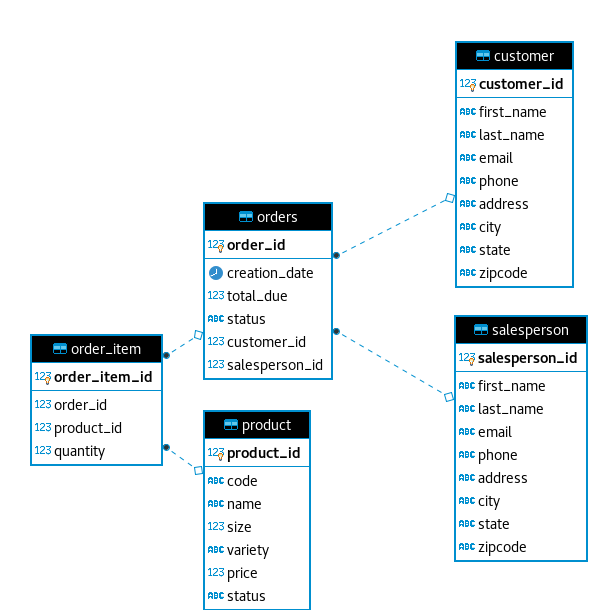 customer
123 customer_id
ABC first_name
ABC last_name
ABC email
ABC phone
ABC address
ABC city
ABC state
ABC zipcode
orders
123 order_id
creation_date
123 total_due
ABC status
123 customer_id
123 salesperson_id
salesperson
123 salesperson_id
ABC first_name
ABC last_name
ABC email
ABC phone
ABC address
ABC city
ABC state
ABC zipcode
order_item
123 order_item_id
123 order_id
123 product_id
123 quantity
product
123 product_id
ABC code
ABC name
123 size
ABC variety
123 price
ABC status